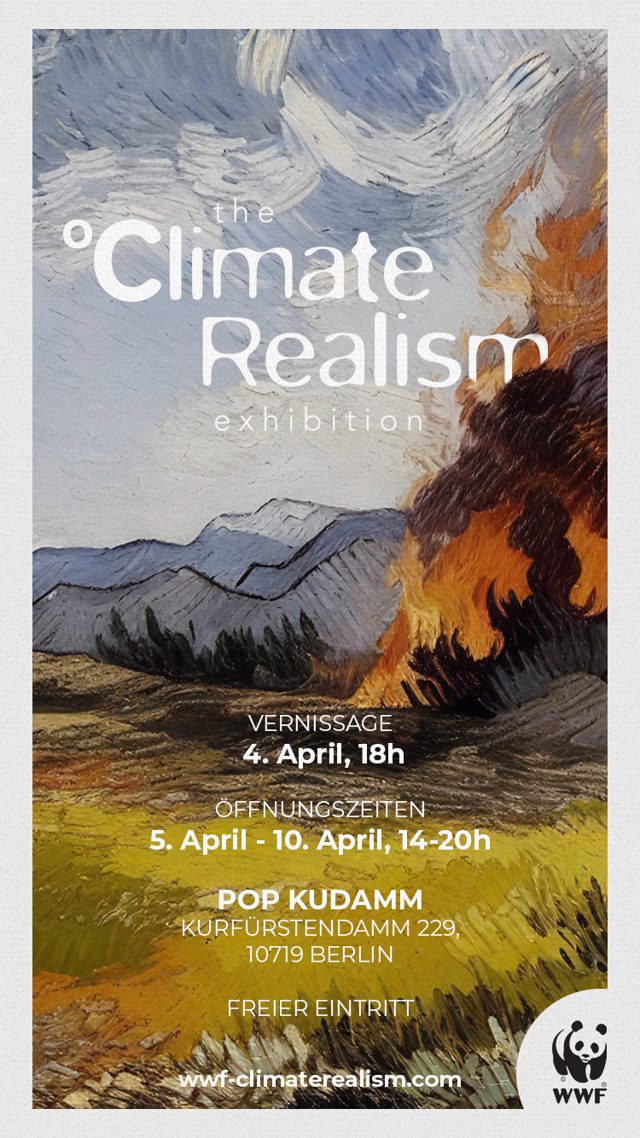 the
°Climate
Realism
exhibition
VERNISSAGE
4. April, 18h
ÖFFNUNGSZEITEN
5. April - 10. April, 14-20h
POP KUDAMM
KURFÜRSTENDAMM 229,
10719 BERLIN
FREIER EINTRITT
wwf-climaterealism.com
© ®
WWF